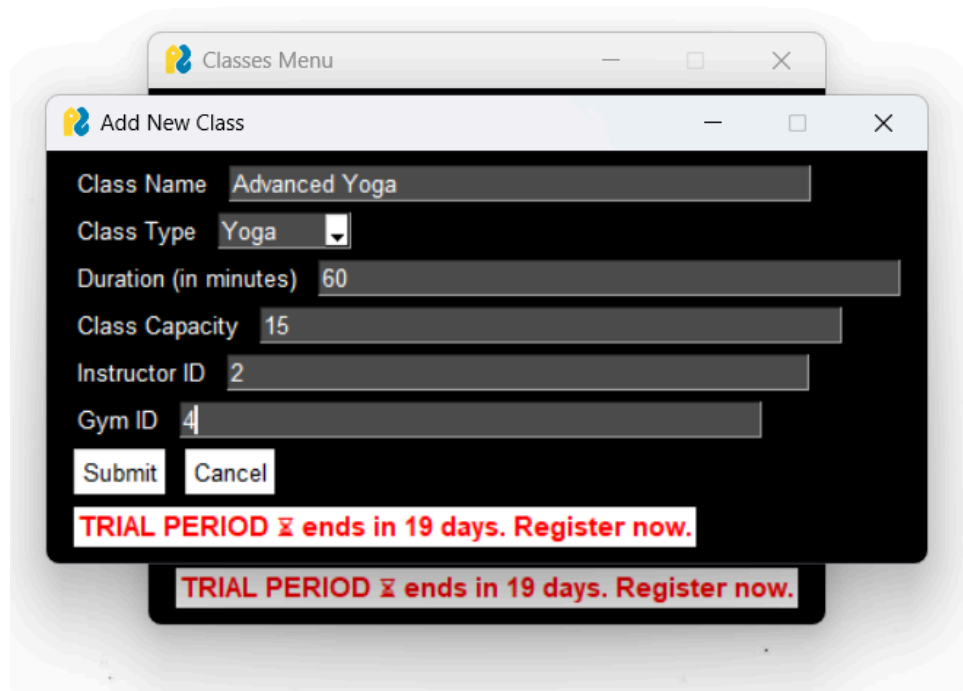 Classes Menu
Add New Class
Class Name Advanced Yoga
Class Type Yoga
Duration (in minutes) 60
Class Capacity 15
Instructor ID 2
Gym ID 4
Submit Cancel
TRIAL PERIOD ⏳ ends in 19 days. Register now.
TRIAL PERIOD ⏳ ends in 19 days. Register now.